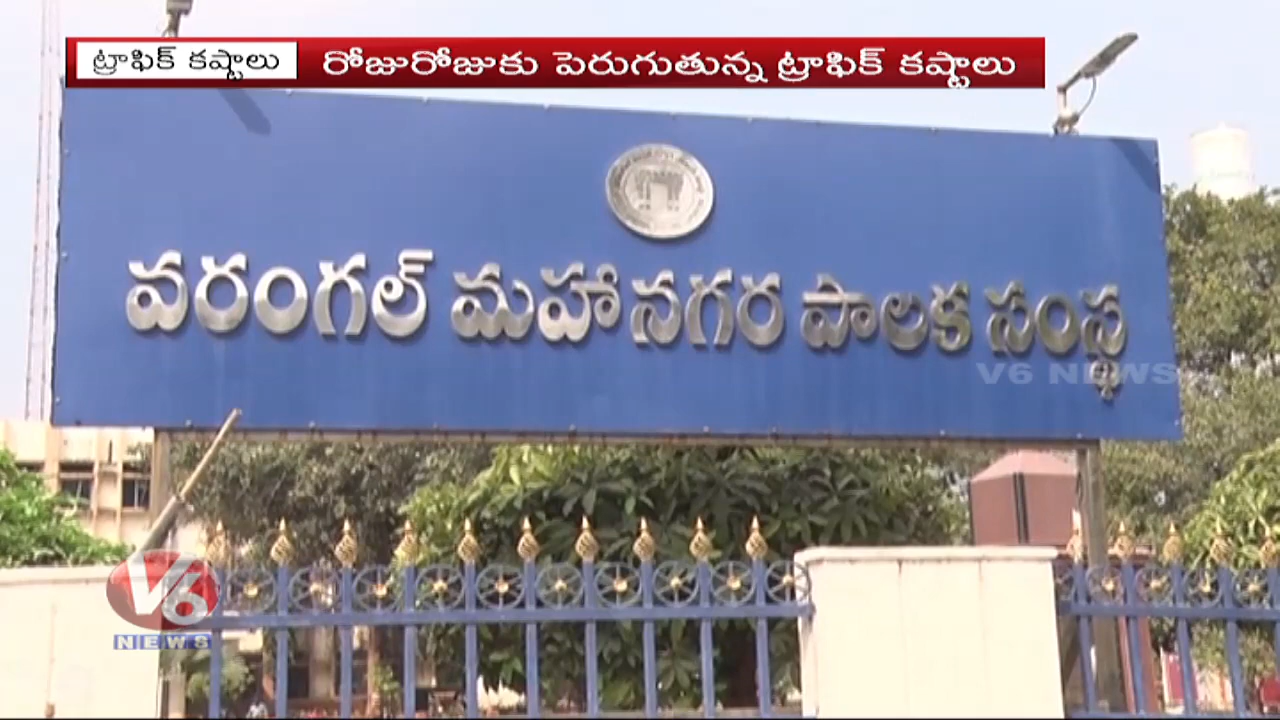 ట్రాఫిక్ కష్టాలు
రోజురోజుకు పెరుగుతున్న ట్రాఫిక్ కష్టాలు
వరంగల్ మహానగర పాలక సంస్థ
V6 NEWS
V6
NEWS